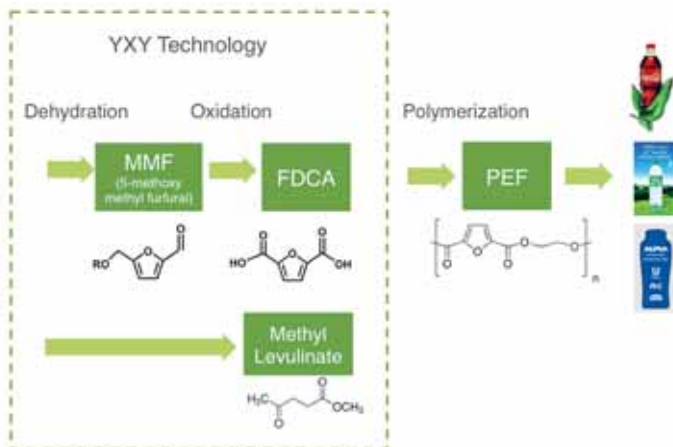 YXY Technology
Dehydration
Oxidation
Polymerization
MMF
(5-methoxy
methyl furfural)
FDCA
PEF
RO
O
O
HO
O
O
O
OH
O
O
O
O
O
n
Methyl
Levulinate
H₃C
O
O
OCH₃